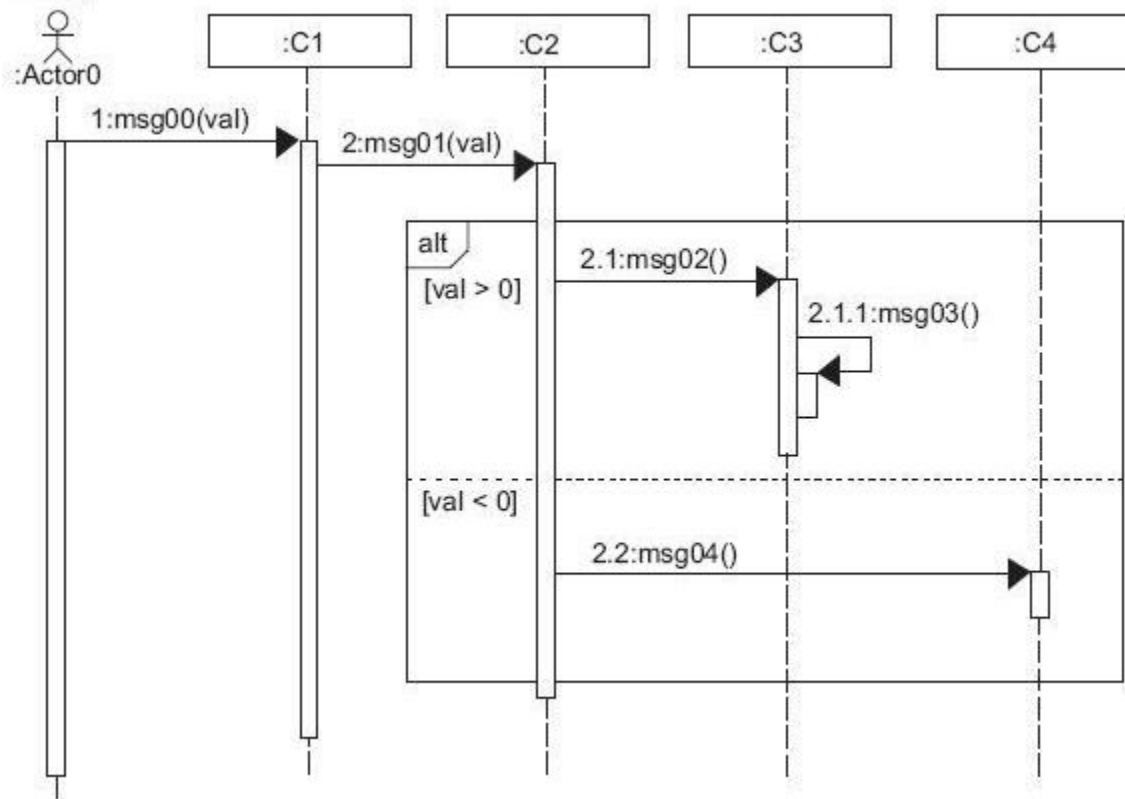 :Actor0
:C1
:C2
:C3
:C4
1:msg00(val)
2:msg01(val)
alt
[val > 0]
2.1:msg02()
2.1.1:msg03()
[val < 0]
2.2:msg04()